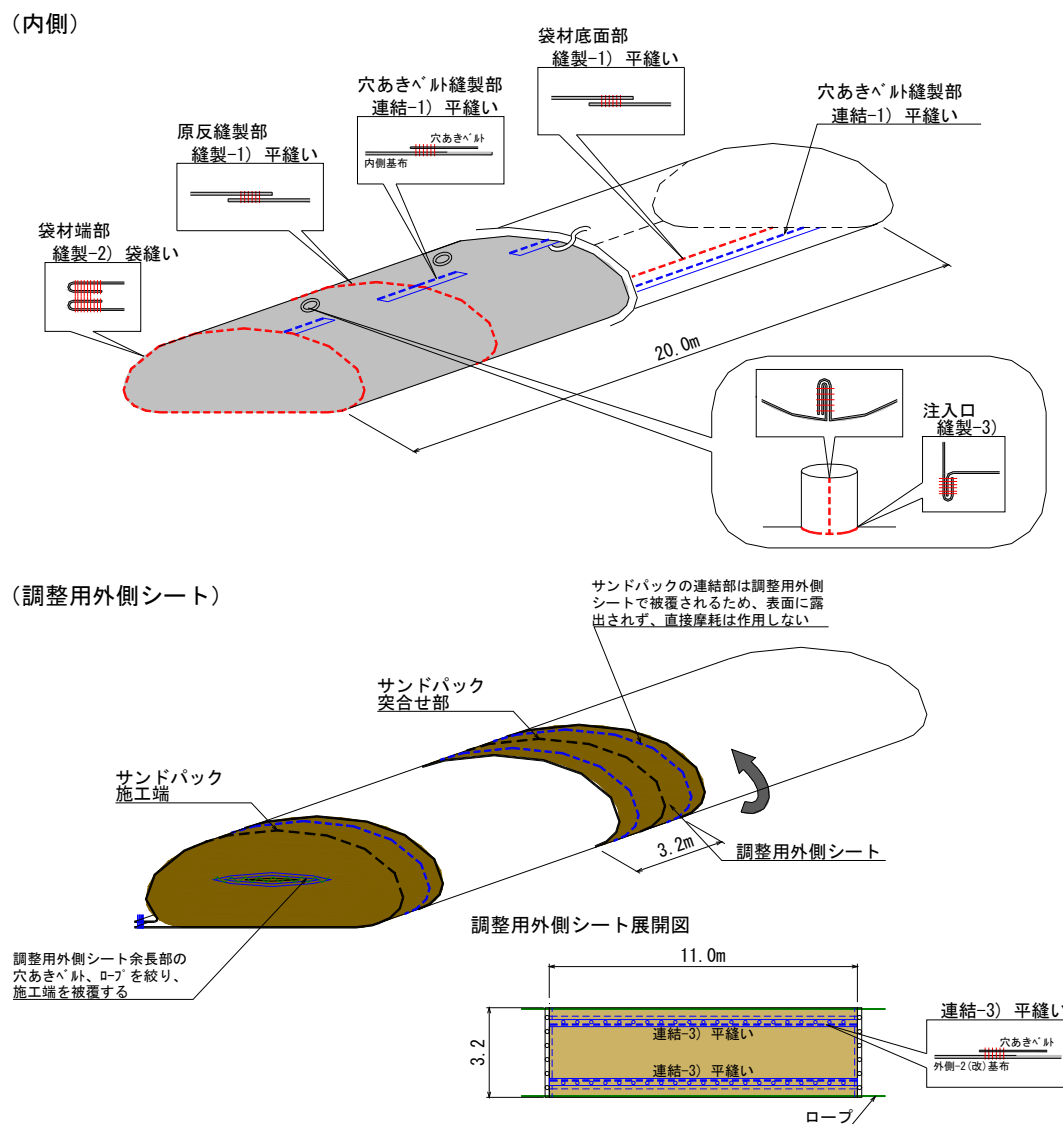 (内側)
袋材底面部
縫製-1) 平縫い
穴あきベルト縫製部
連結-1) 平縫い
穴あきベルト
内側基布
穴あきベルト縫製部
連結-1) 平縫い
原反縫製部
縫製-1) 平縫い
袋材端部
縫製-2) 袋縫い
20.0m
注入口
縫製-3)
(調整用外側シート)
サンドパックの連結部は調整用外側
シートで被覆されるため、表面に露
出されず、直接摩耗は作用しない
サンドパック
突合せ部
サンドパック
施工端
3.2m
調整用外側シート
調整用外側シート余長部の
穴あきベルト、ロープを絞り、
施工端を被覆する
調整用外側シート展開図
11.0m
3.2
連結-3) 平縫い
連結-3) 平縫い
ロープ
連結-3) 平縫い
穴あきベルト
外側-2(改)基布